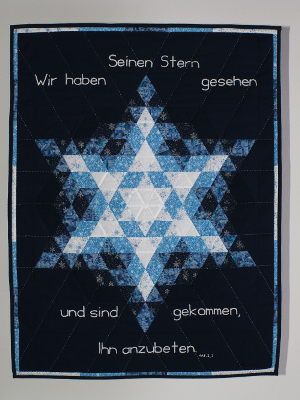 Seinen Stern
Wir haben gesehen
und sind gekommen,
Ihn anzubeten.